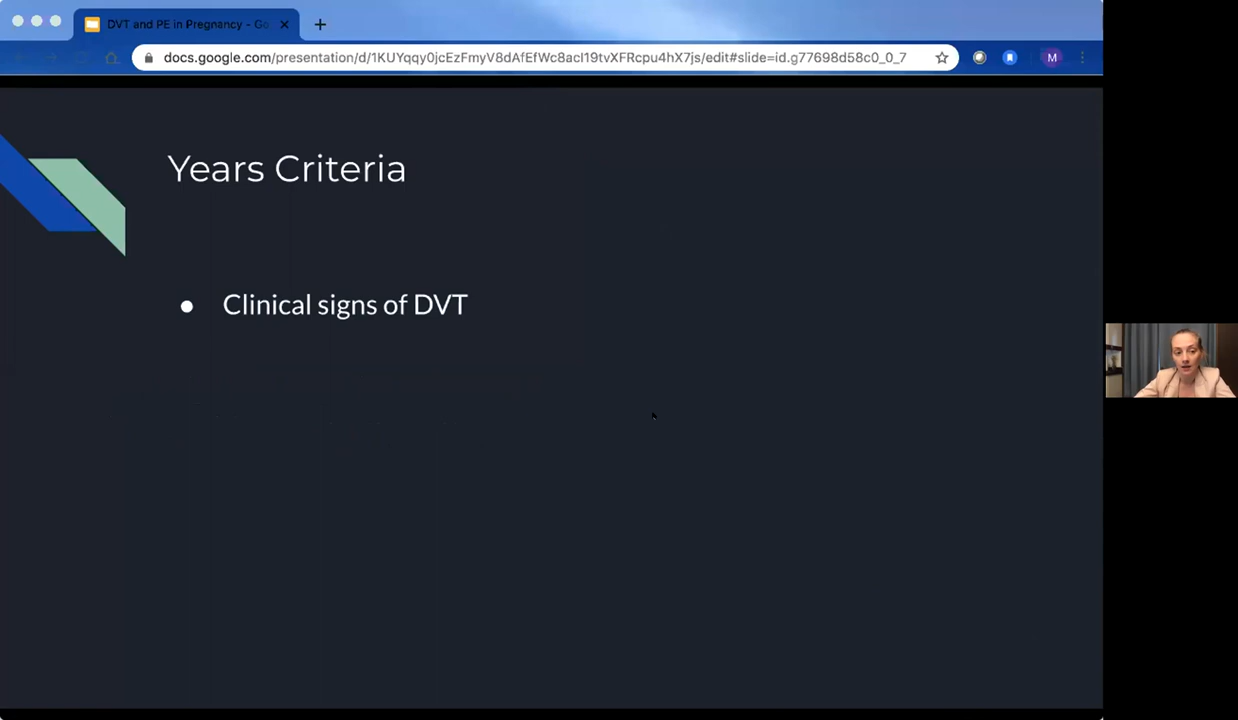 DVT and PE in Pregnancy - Go
docs.google.com/presentation/d/1KUYqqy0jcEzFmyV8dAfEfWc8acI19tvXFRcpu4hX7js/edit#slide=id.g77698d58c0_0_7
M
Years Criteria
● Clinical signs of DVT